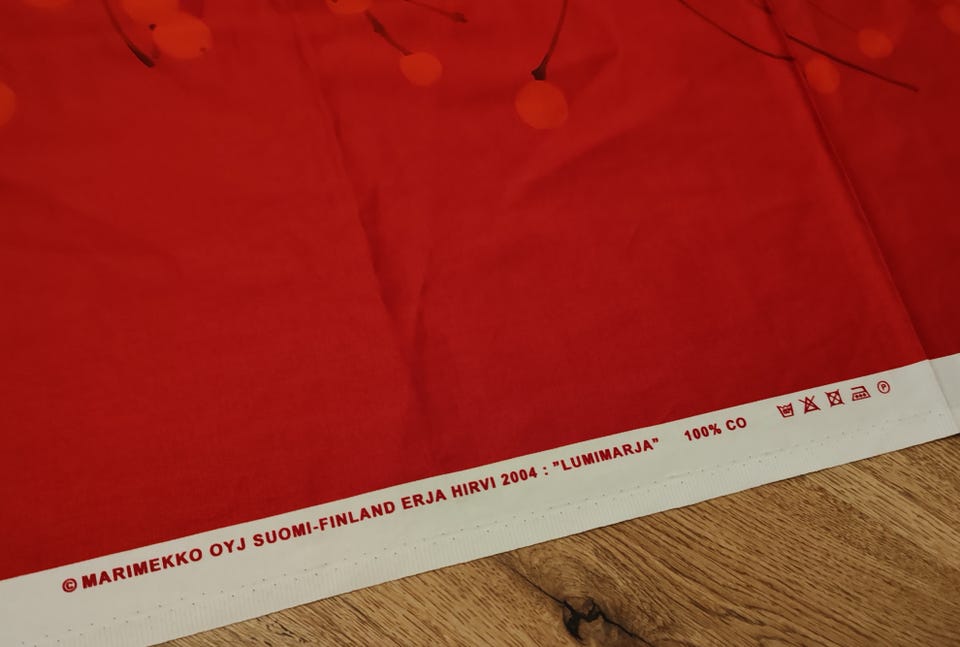 © MARIMEKKO OYJ SUOMI-FINLAND ERJA HIRVI 2004 : "LUMIMARJA" 100% CO P